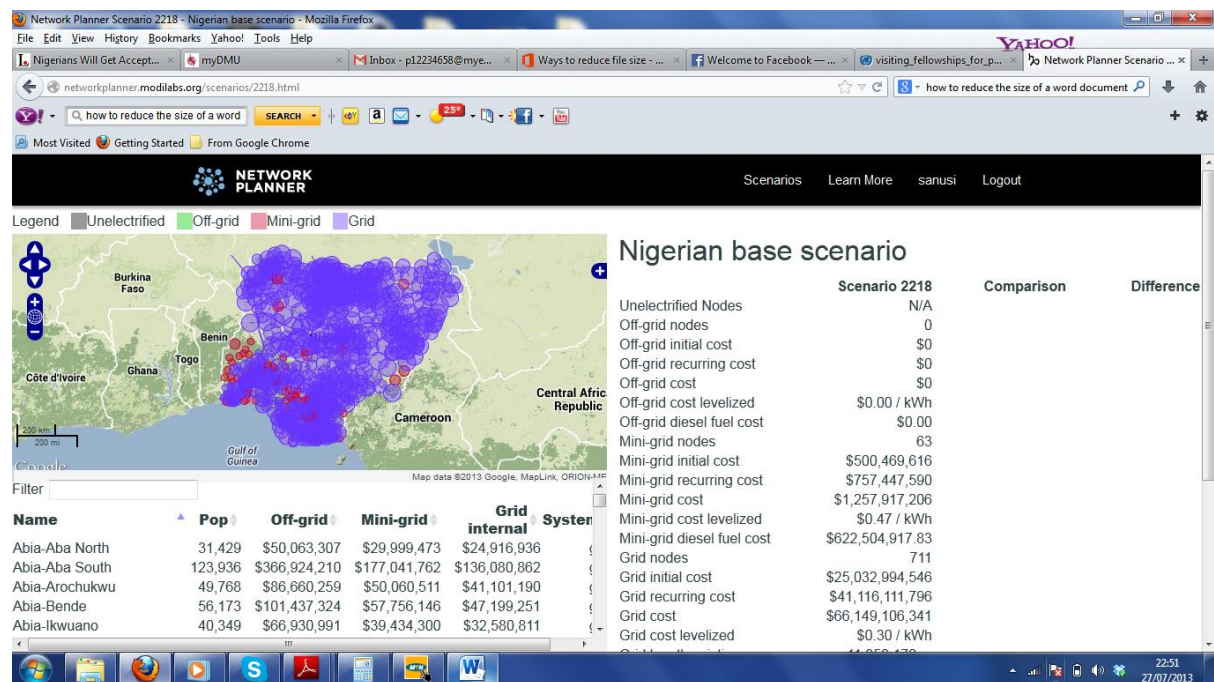 Network Planner Scenario 2218 - Nigerian base scenario - Mozilla Firefox
File Edit View History Bookmarks Yahoo! Tools Help
YAHOO!
Nigerians Will Get Accept... myDMU Inbox - p12234658@mye... Ways to reduce file size - ... Welcome to Facebook — ... visiting_fellowships_for_p... Network Planner Scenario ...
networkplanner.modilabs.org/scenarios/2218.html how to reduce the size of a word document
how to reduce the size of a word SEARCH 25°
Most Visited Getting Started From Google Chrome
NETWORK PLANNER Scenarios Learn More sanusi Logout
Legend Unelectrified Off-grid Mini-grid Grid
Burkina
Faso
Benin
Togo
Ghana
Côte d'Ivoire
Central Afric
Republic
Cameroon
200 km
200 mi
Gulf of
Guinea
Google
Map data ©2013 Google, MapLink, ORION-ME
Filter
Name Pop Off-grid Mini-grid Grid internal System
Abia-Aba North 31,429 $50,063,307 $29,999,473 $24,916,936
Abia-Aba South 123,936 $366,924,210 $177,041,762 $136,080,862
Abia-Arochukwu 49,768 $86,660,259 $50,060,511 $41,101,190
Abia-Bende 56,173 $101,437,324 $57,756,146 $47,199,251
Abia-Ikwuano 40,349 $66,930,991 $39,434,300 $32,580,811
Nigerian base scenario
Scenario 2218 Comparison Difference
Unelectrified Nodes N/A
Off-grid nodes 0
Off-grid initial cost $0
Off-grid recurring cost $0
Off-grid cost $0
Off-grid cost levelized $0.00 / kWh
Off-grid diesel fuel cost $0.00
Mini-grid nodes 63
Mini-grid initial cost $500,469,616
Mini-grid recurring cost $757,447,590
Mini-grid cost $1,257,917,206
Mini-grid cost levelized $0.47 / kWh
Mini-grid diesel fuel cost $622,504,917.83
Grid nodes 711
Grid initial cost $25,032,994,546
Grid recurring cost $41,116,111,796
Grid cost $66,149,106,341
Grid cost levelized $0.30 / kWh
22:51
27/07/2013